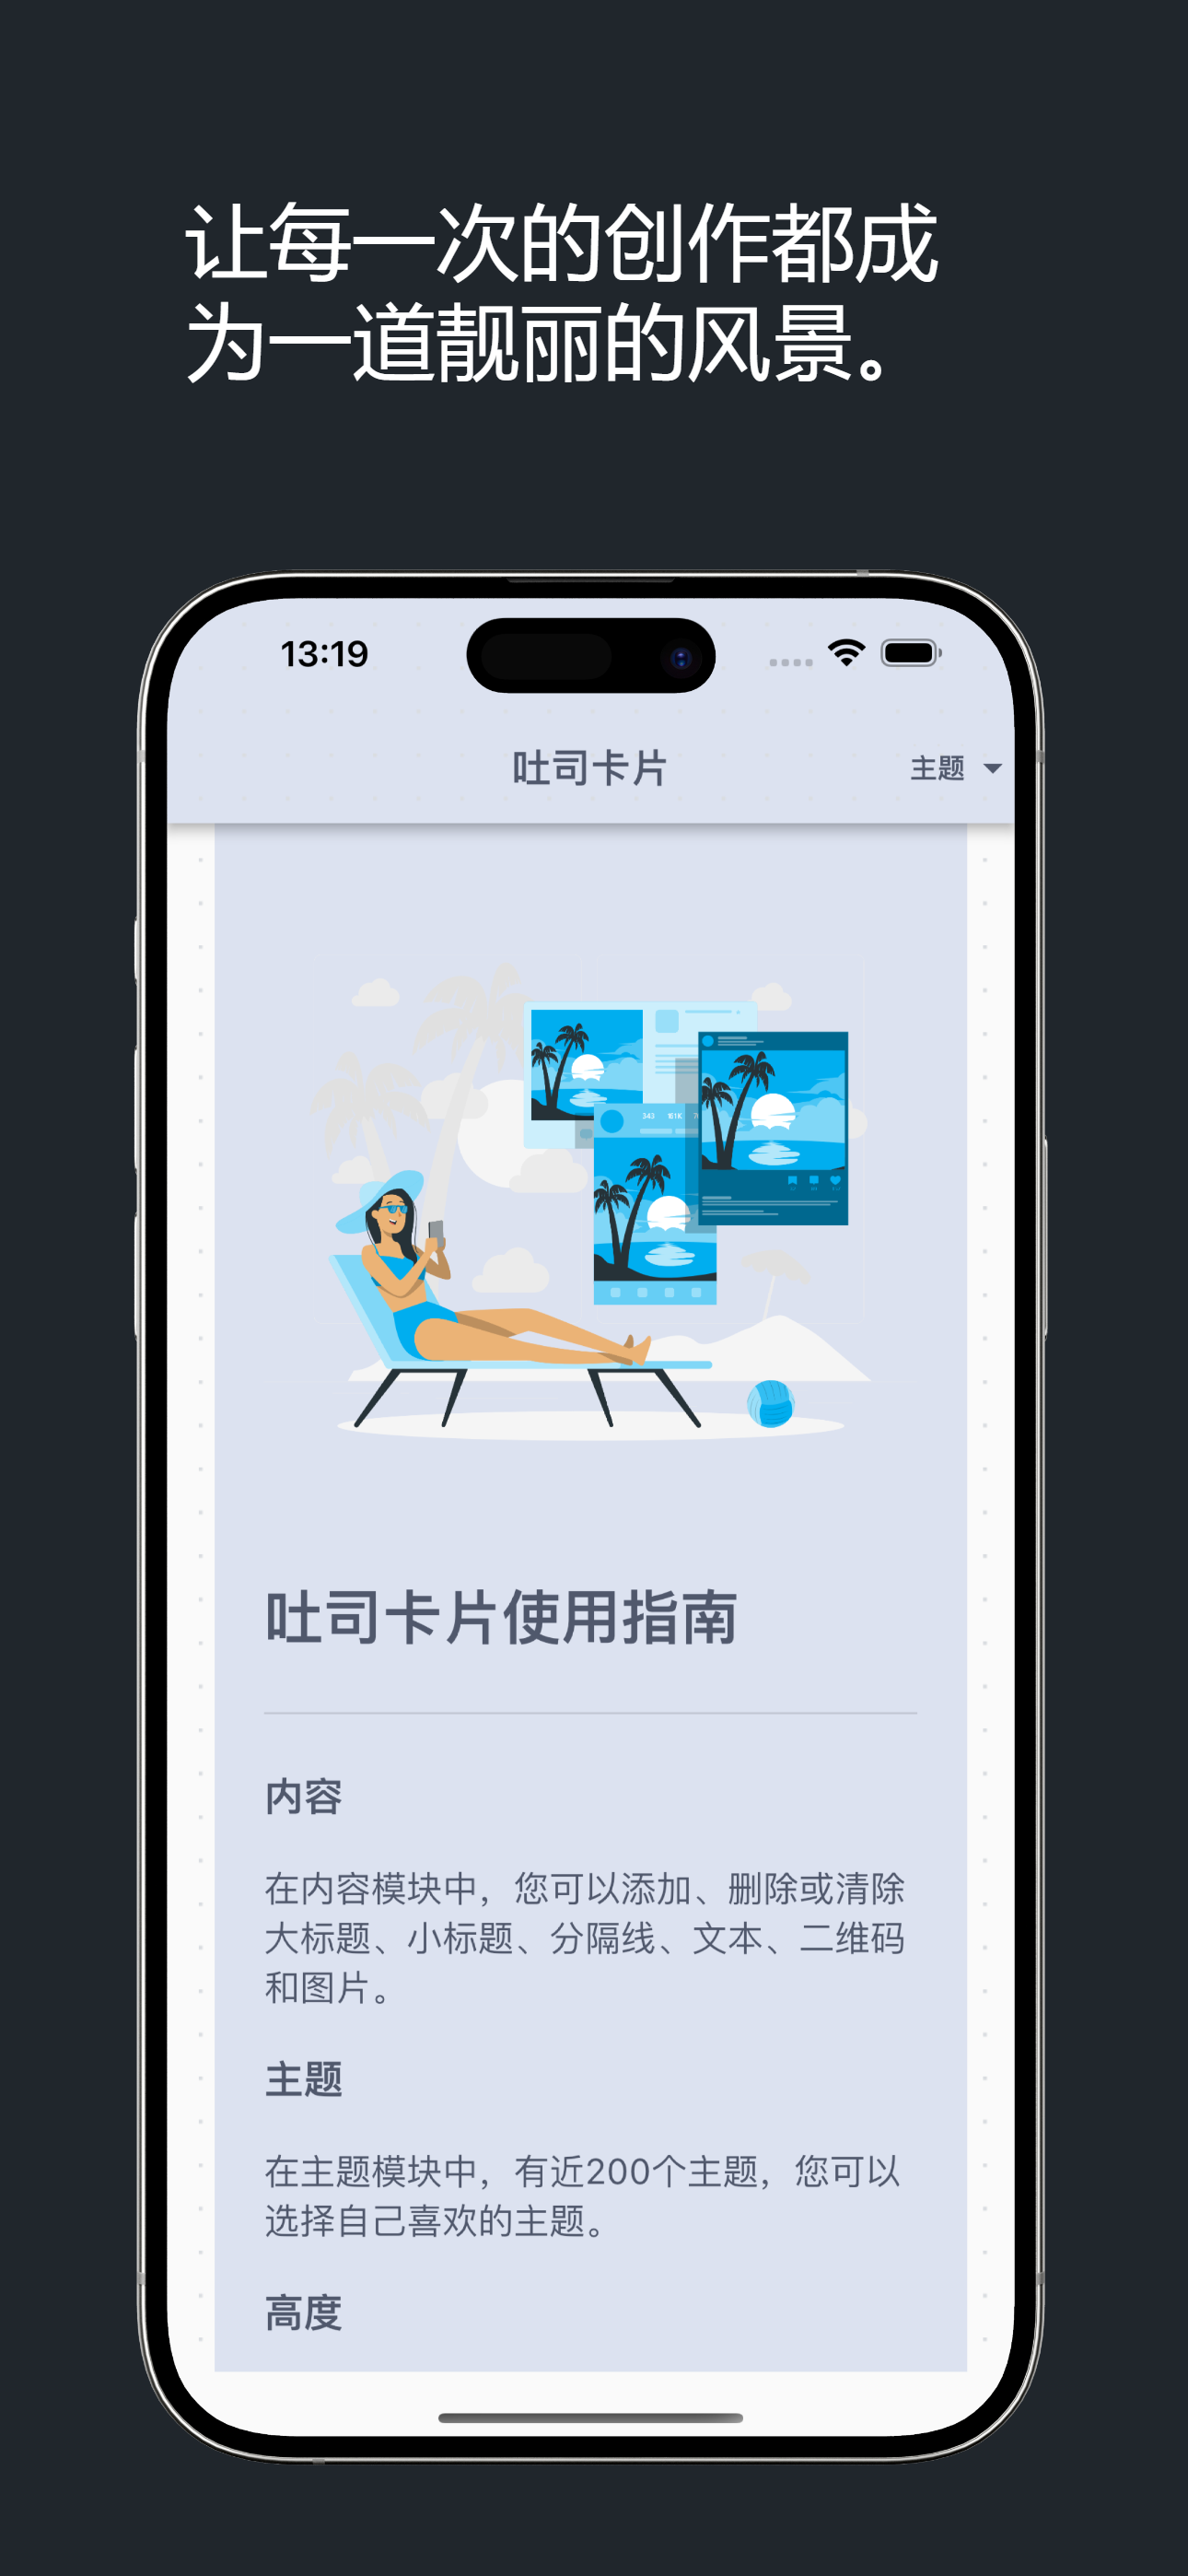 让每一次的创作都成
为一道靓丽的风景。
13:19
吐司卡片
主题
343 161K
吐司卡片使用指南
内容
在内容模块中，您可以添加、删除或清除
大标题、小标题、分隔线、文本、二维码
和图片。
主题
在主题模块中，有近200个主题，您可以
选择自己喜欢的主题。
高度